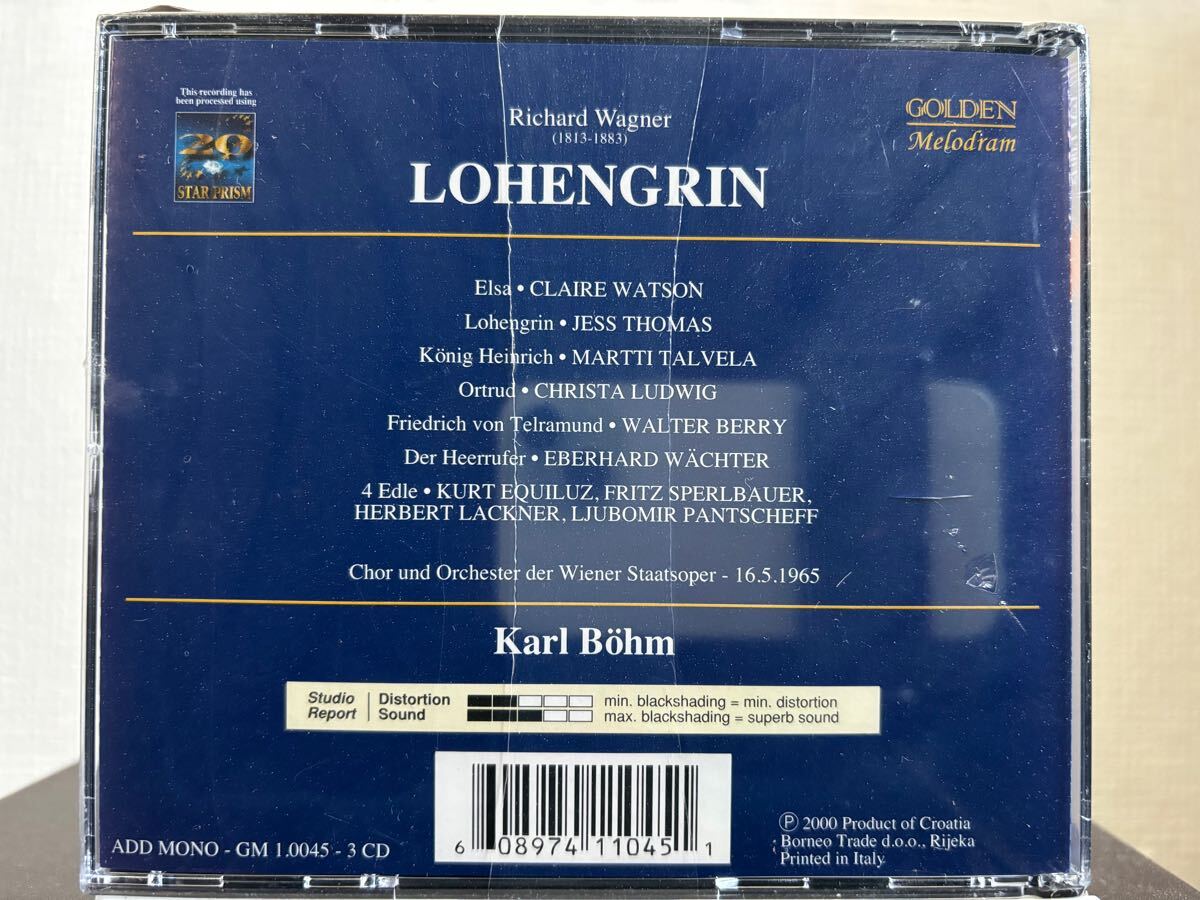 This recording has
been processed using
20
STAR PRISM
Richard Wagner
(1813-1883)
LOHENGRIN
GOLDEN
Melodram
Elsa • CLAIRE WATSON
Lohengrin • JESS THOMAS
König Heinrich • MARTTI TALVELA
Ortrud • CHRISTA LUDWIG
Friedrich von Telramund • WALTER BERRY
Der Heerrufer • EBERHARD WÄCHTER
4 Edle • KURT EQUILUZ, FRITZ SPERLBAUER,
HERBERT LACKNER, LJUBOMIR PANTSCHEFF
Chor und Orchester der Wiener Staatsoper - 16.5.1965
Karl Böhm
Studio Report | Distortion min. blackshading = min. distortion
Sound max. blackshading = superb sound
6 08974 11045 1
ADD MONO - GM 1.0045 - 3 CD
℗ 2000 Product of Croatia
Borneo Trade d.o.o., Rijeka
Printed in Italy